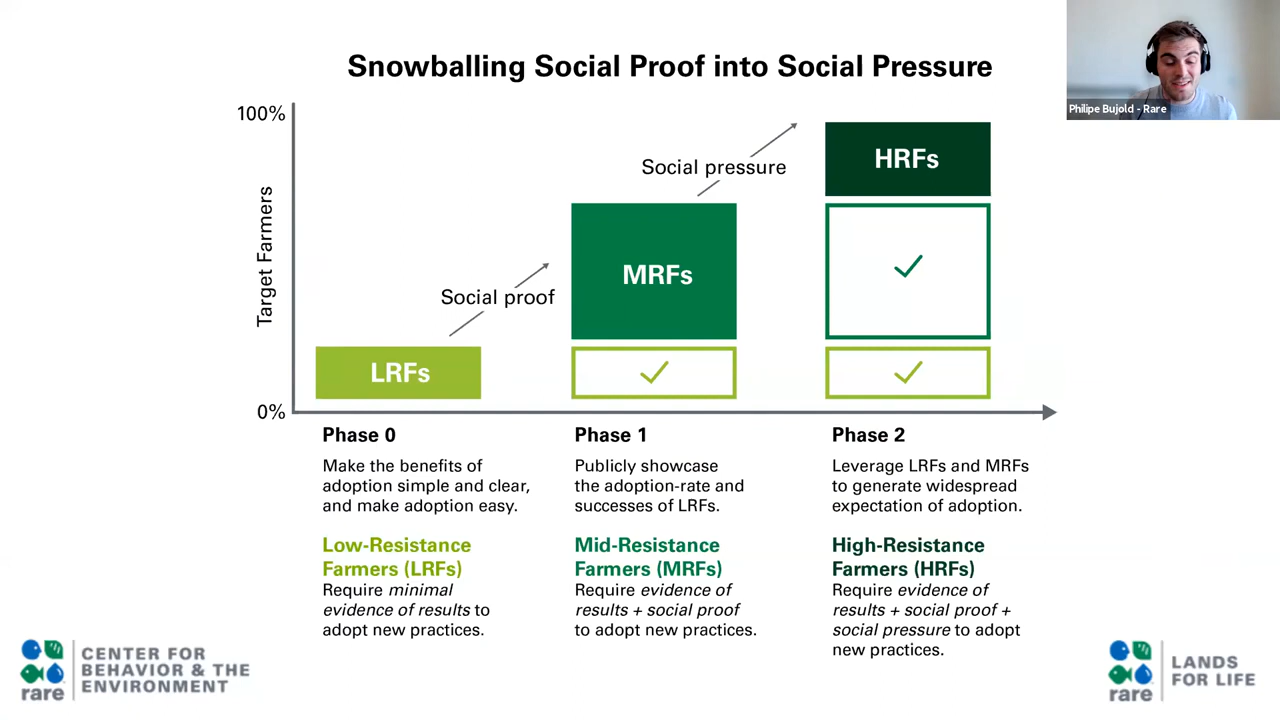 Snowballing Social Proof into Social Pressure
Philipe Bujold - Rare
100%
Target Farmers
0%
LRFs
Social proof
MRFs
Social pressure
HRFs
Phase 0
Make the benefits of
adoption simple and clear,
and make adoption easy.
Low-Resistance
Farmers (LRFs)
Require minimal
evidence of results to
adopt new practices.
Phase 1
Publicly showcase
the adoption-rate and
successes of LRFs.
Mid-Resistance
Farmers (MRFs)
Require evidence of
results + social proof
to adopt new practices.
Phase 2
Leverage LRFs and MRFs
to generate widespread
expectation of adoption.
High-Resistance
Farmers (HRFs)
Require evidence of
results + social proof +
social pressure to adopt
new practices.
rare
CENTER FOR
BEHAVIOR & THE
ENVIRONMENT
rare
LANDS
FOR LIFE